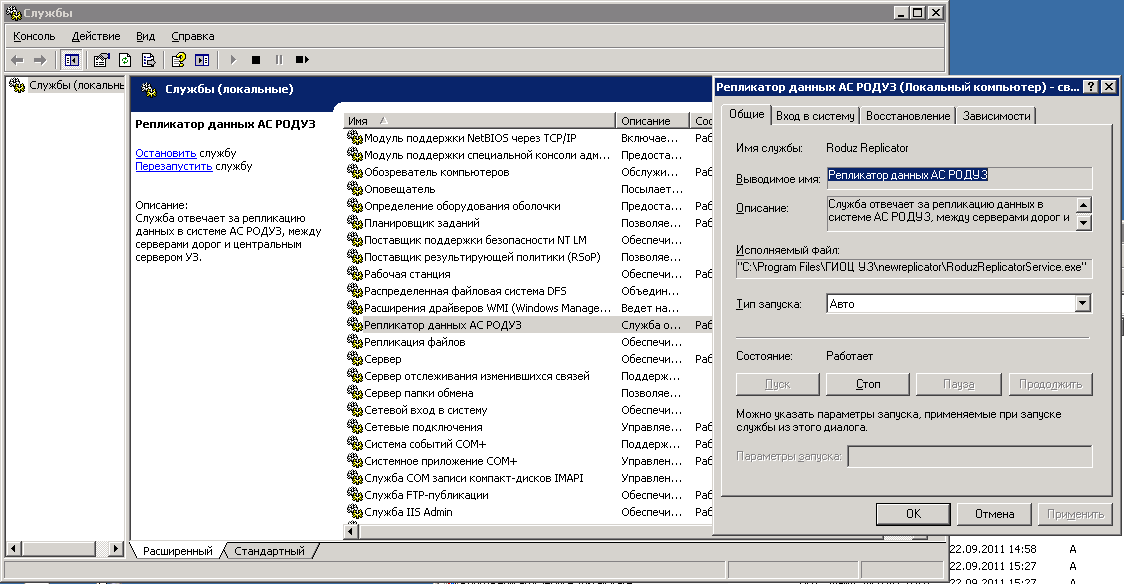 Службы
Консоль Действие Вид Справка
Службы (локальн
Службы (локальные)
Репликатор данных АС РОДУЗ
Остановить службу
Перезапустить службу
Описание:
Служба отвечает за репликацию
данных в системе АС РОДУЗ, между
серверами дорог и центральным
сервером УЗ.
Имя Описание Сос
Модуль поддержки NetBIOS через TCP/IP Включае... Раб
Модуль поддержки специальной консоли адм... Предоста...
Обозреватель компьютеров Обслужи... Раб
Оповещатель Посылает...
Определение оборудования оболочки Предоста... Раб
Планировщик заданий Позволяе... Раб
Поставщик поддержки безопасности NT LM Обеспечи... Раб
Поставщик результирующей политики (RSoP) Позволяе...
Рабочая станция Обеспечи... Раб
Распределенная файловая система DFS Объедин...
Расширения драйверов WMI (Windows Manage... Ведет на...
Репликатор данных АС РОДУЗ Служба о... Раб
Репликация файлов Обеспечи...
Сервер Обеспечи... Раб
Сервер отслеживания изменившихся связей Поддерж...
Сервер папки обмена Позволяе...
Сетевой вход в систему Обеспечи...
Сетевые подключения Управляе... Раб
Система событий COM+ Поддерж... Раб
Системное приложение COM+ Управлен... Раб
Служба COM записи компакт-дисков IMAPI Управлен...
Служба FTP-публикации Обеспечи... Раб
Служба IIS Admin Обеспечи... Раб
Расширенный Стандартный
Репликатор данных АС РОДУЗ (Локальный компьютер) - св...
Общие Вход в систему Восстановление Зависимости
Имя службы: Roduz Replicator
Выводимое имя: Репликатор данных АС РОДУЗ
Описание: Служба отвечает за репликацию данных в
системе АС РОДУЗ, между серверами дорог и
Исполняемый файл:
"C:\Program Files\ГИОЦ УЗ\newreplicator\RoduzReplicatorService.exe"
Тип запуска: Авто
Состояние: Работает
Пуск Стоп Пауза Продолжить
Можно указать параметры запуска, применяемые при запуске
службы из этого диалога.
Параметры запуска:
OK Отмена Применить
22.09.2011 14:58 A
22.09.2011 15:27 A
22.09.2011 15:27 A